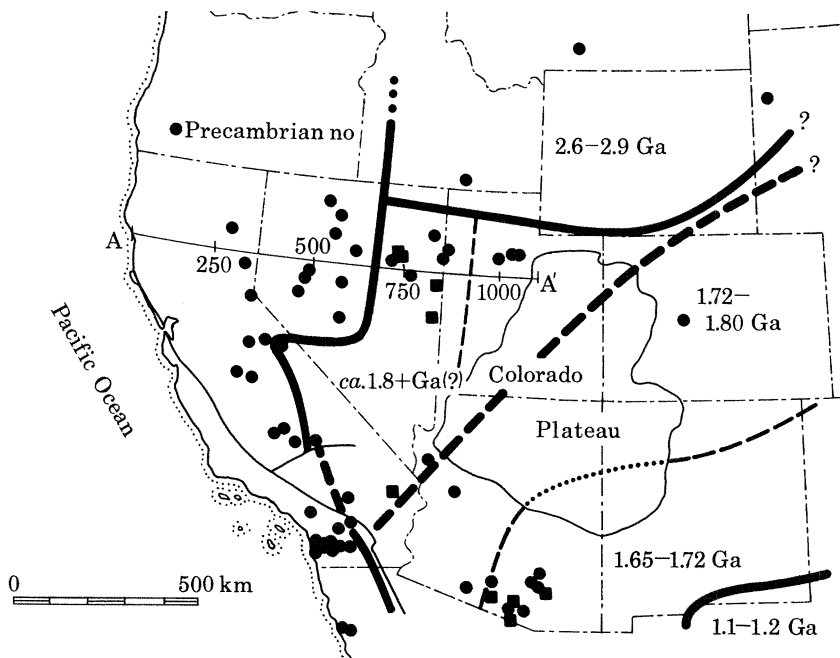 ?
Precambrian no
2.6–2.9 Ga
?
A
500
250
750
1000
A′
1.72–
1.80 Ga
Pacific Ocean
ca. 1.8+Ga(?)
Colorado
Plateau
1.65–1.72 Ga
0
500 km
1.1–1.2 Ga